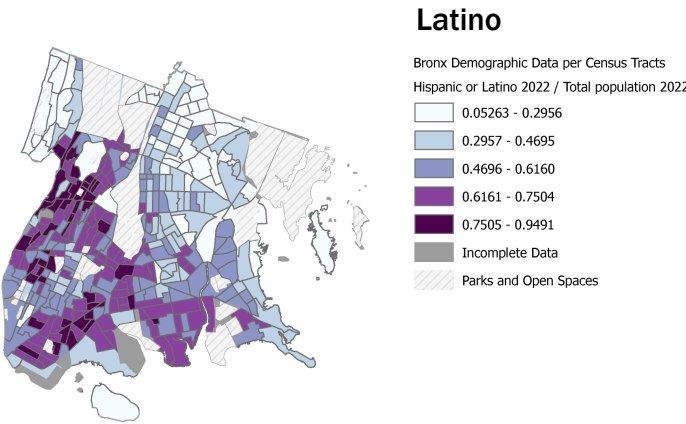 Latino
Bronx Demographic Data per Census Tracts
Hispanic or Latino 2022 / Total population 2022
0.05263 - 0.2956
0.2957 - 0.4695
0.4696 - 0.6160
0.6161 - 0.7504
0.7505 - 0.9491
Incomplete Data
Parks and Open Spaces